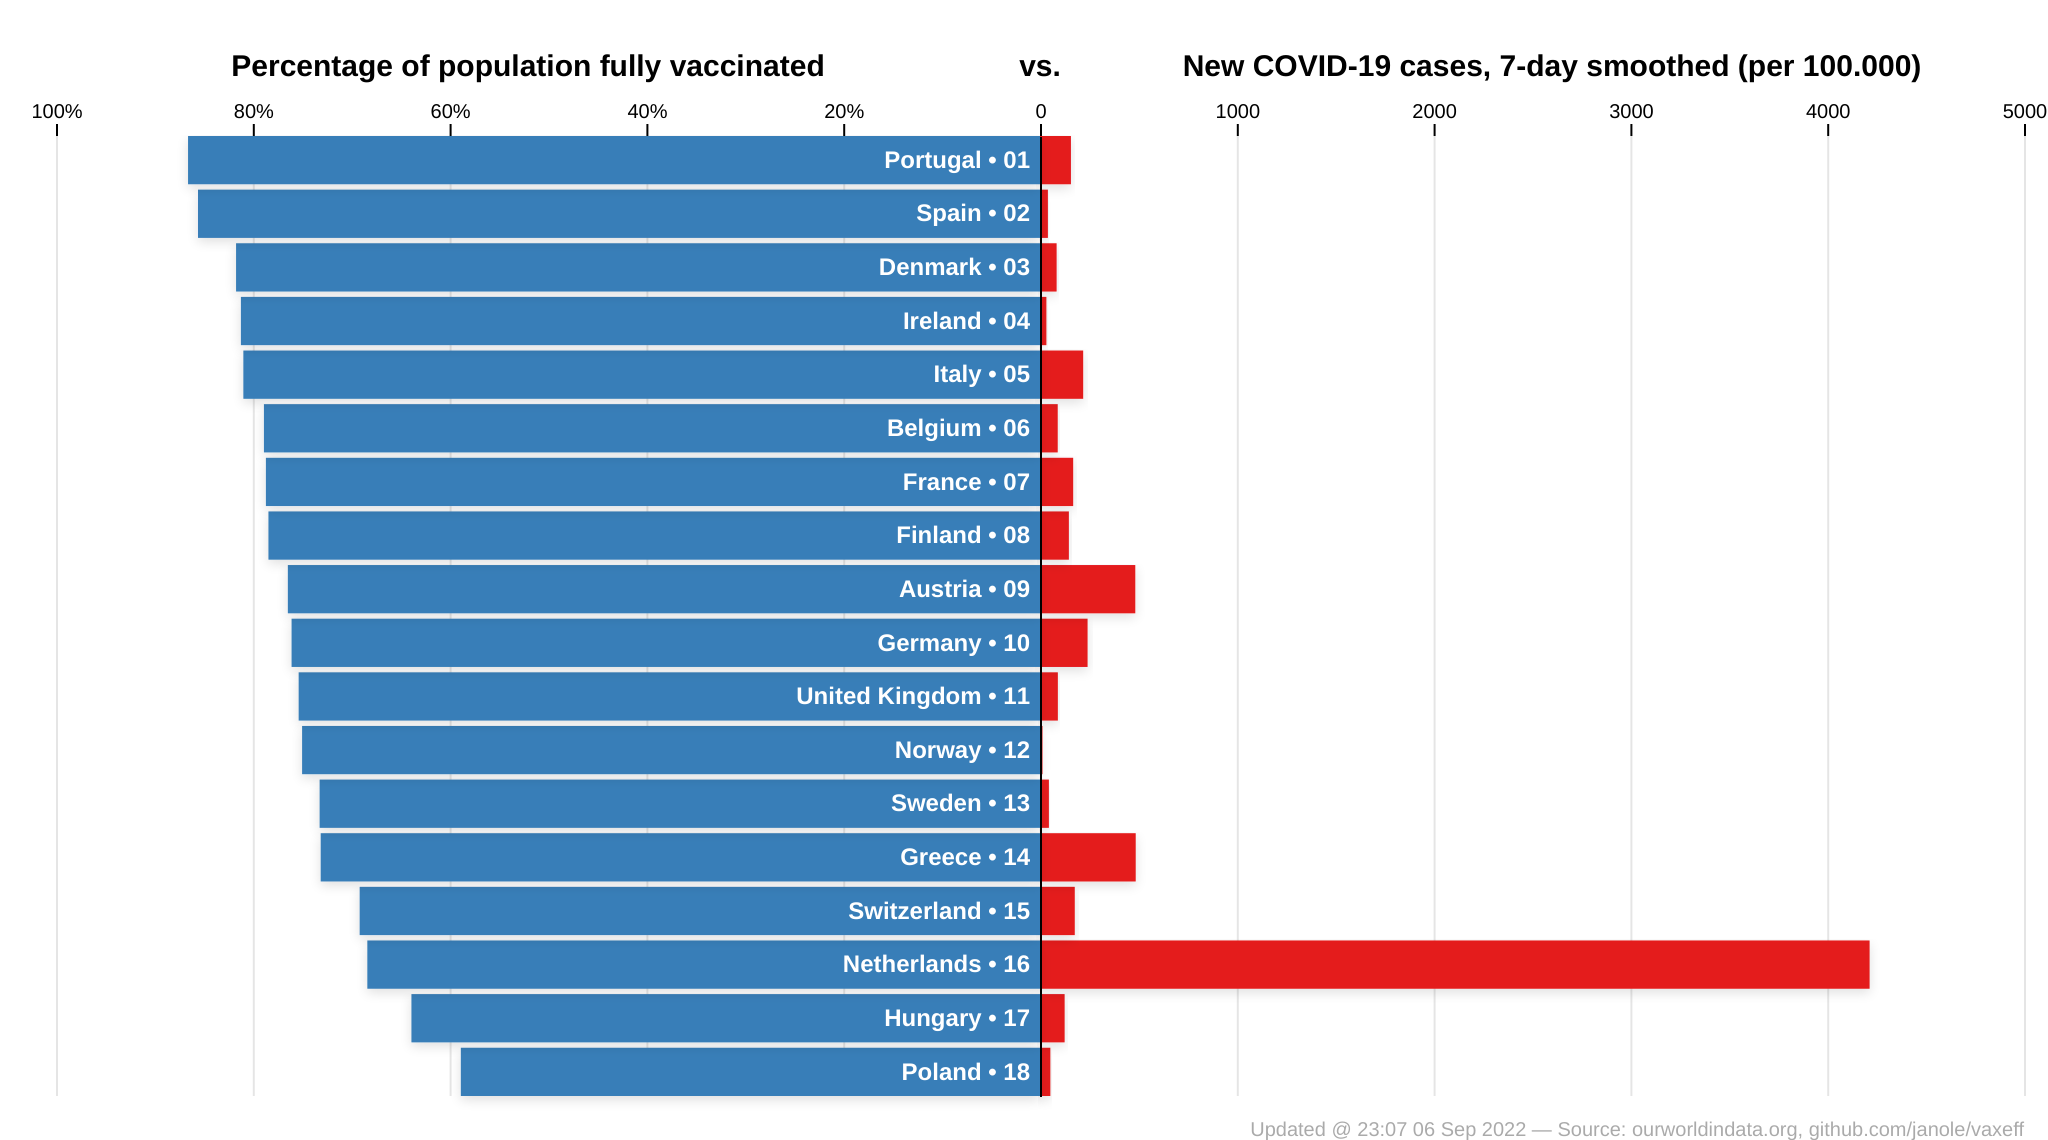 Percentage of population fully vaccinated vs. New COVID-19 cases, 7-day smoothed (per 100.000)
100% 80% 60% 40% 20% 0 1000 2000 3000 4000 5000
Portugal • 01
Spain • 02
Denmark • 03
Ireland • 04
Italy • 05
Belgium • 06
France • 07
Finland • 08
Austria • 09
Germany • 10
United Kingdom • 11
Norway • 12
Sweden • 13
Greece • 14
Switzerland • 15
Netherlands • 16
Hungary • 17
Poland • 18
Updated @ 23:07 06 Sep 2022 — Source: ourworldindata.org, github.com/janole/vaxeff